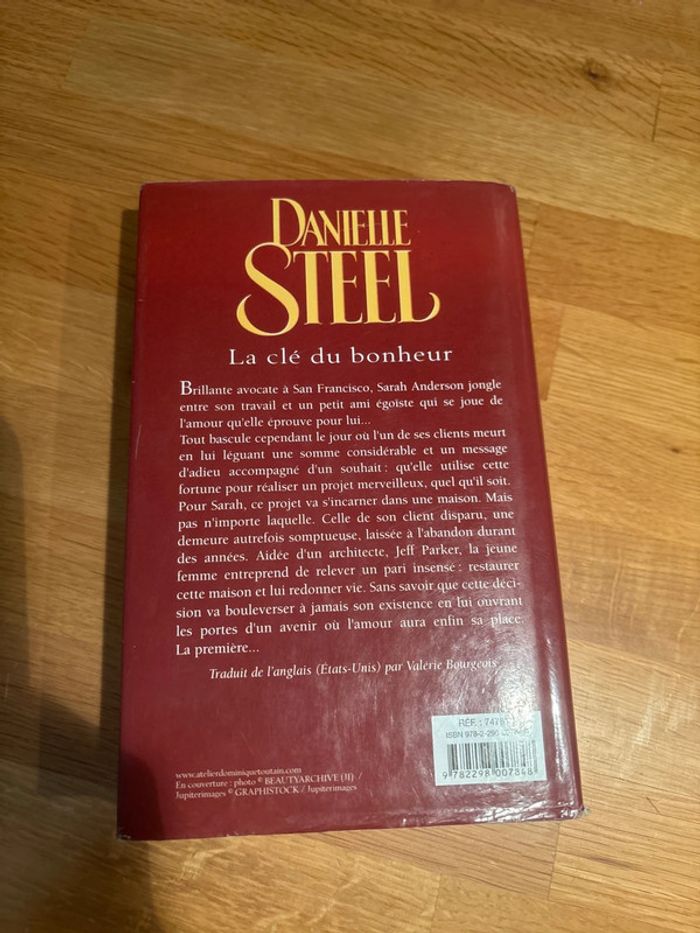 DANIELLE
STEEL
La clé du bonheur
Brillante avocate à San Francisco, Sarah Anderson jongle
entre son travail et un petit ami égoïste qui se joue de
l'amour qu'elle éprouve pour lui...
Tout bascule cependant le jour où l'un de ses clients meurt
en lui léguant une somme considérable et un message
d'adieu accompagné d'un souhait : qu'elle utilise cette
fortune pour réaliser un projet merveilleux, quel qu'il soit.
Pour Sarah, ce projet va s'incarner dans une maison. Mais
pas n'importe laquelle. Celle de son client disparu, une
demeure autrefois somptueuse, laissée à l'abandon durant
des années. Aidée d'un architecte, Jeff Parker, la jeune
femme entreprend de relever un pari insensé : restaurer
cette maison et lui redonner vie. Sans savoir que cette déci-
sion va bouleverser à jamais son existence en lui ouvrant
les portes d'un avenir où l'amour aura enfin sa place.
La première...
Traduit de l'anglais (États-Unis) par Valérie Bourgeois
RÉF. :
ISBN
9 782298 007848
www.atelierdominiquetoutain.com
En couverture : photo © BEAUTYARCHIVE (JI) /
Jupiterimages © GRAPHISTOCK / Jupiterimages